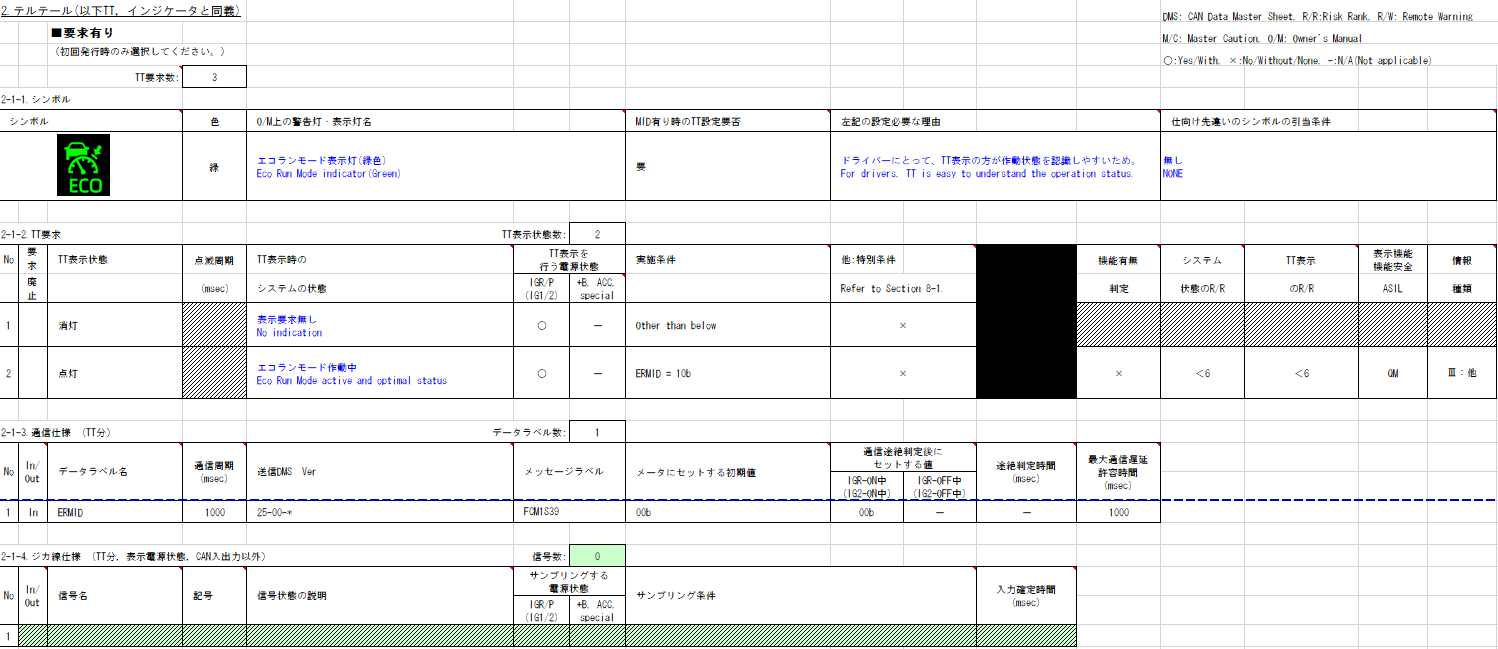 2.テルテール(以下TT, インジケータと同義)
DMS: CAN Data Master Sheet, R/R:Risk Rank, R/W: Remote Warning
■要求有り
M/C: Master Caution, O/M: Owner's Manual
(初回発行時のみ選択してください。)
○:Yes/With, ×:No/Without/None, -:N/A(Not applicable)
TT要求数: 3
2-1-1.シンボル
シンボル 色 O/M上の警告灯・表示灯名 MID有り時のTT設定要否 左記の設定必要な理由 仕向け先違いのシンボルの引当条件
ECO
緑
エコランモード表示灯(緑色)
Eco Run Mode indicator(Green)
要
ドライバーにとって、TT表示の方が作動状態を認識しやすいため。
For drivers, TT is easy to understand the operation status.
無し
NONE
2-1-2.TT要求 TT表示状態数: 2
No
要求廃止
TT表示状態
点滅周期
(msec)
TT表示時の
システムの状態
TT表示を
行う電源状態
IGR/P
(IG1/2)
+B, ACC,
special
実施条件
他:特別条件
Refer to Section 8-1.
機能有無
判定
システム
状態のR/R
TT表示
のR/R
表示機能
機能安全
ASIL
情報
種類
1 消灯
表示要求無し
No indication
○ － Other than below ×
2 点灯
エコランモード作動中
Eco Run Mode active and optimal status
○ － ERMID = 10b × × <6 <6 QM Ⅲ：他
2-1-3.通信仕様 (TT分) データラベル数: 1
No
In/
Out
データラベル名
通信周期
(msec)
送信DMS Ver
メッセージラベル
メータにセットする初期値
通信途絶判定後に
セットする値
IGR-ON中
(IG2-ON中)
IGR-OFF中
(IG2-OFF中)
途絶判定時間
(msec)
最大通信遅延
許容時間
(msec)
1 In ERMID 1000 25-00-* FCM1S39 00b 00b － － 1000
2-1-4.ジカ線仕様 (TT分, 表示電源状態, CAN入出力以外) 信号数: 0
No
In/
Out
信号名
記号
信号状態の説明
サンプリングする
電源状態
IGR/P
(IG1/2)
+B, ACC,
special
サンプリング条件
入力確定時間
(msec)
1